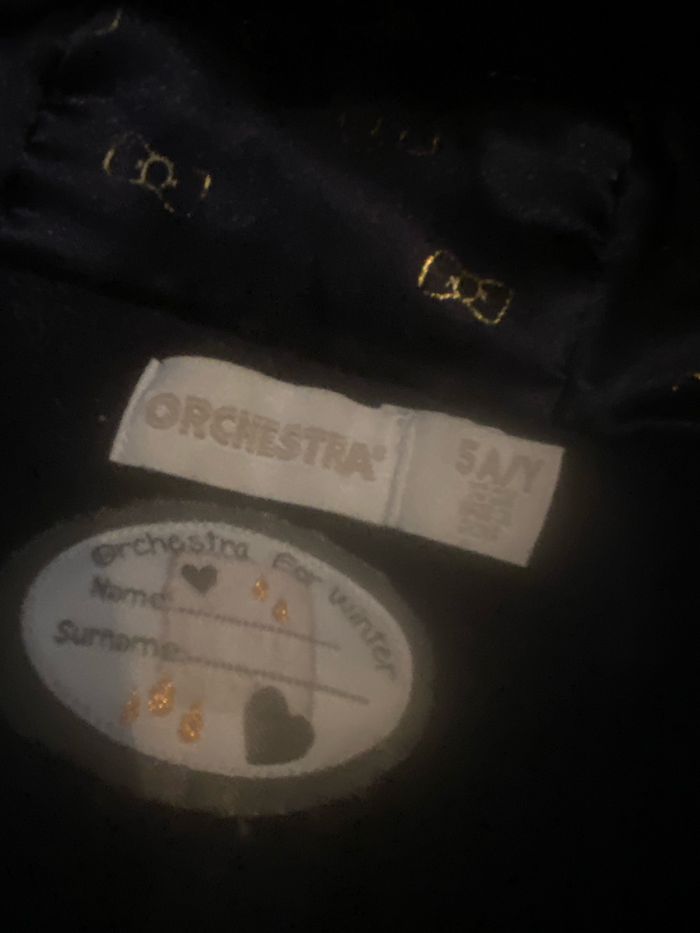 ORCHESTRA®
5A/Y
Orchestra For Winter
Name:
Surname: